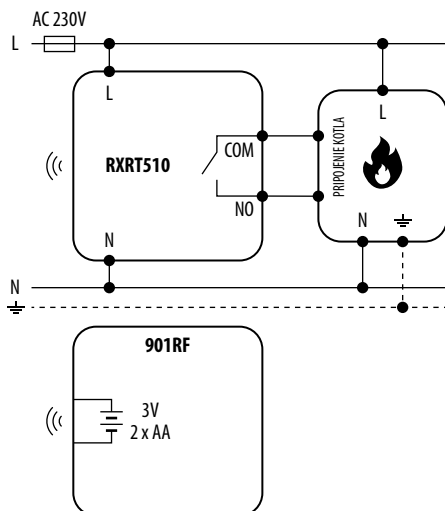 AC 230V
L
L
L
RXRT510
COM
NO
PRIPOJENIE KOTLA
N
N
N
901RF
3V
2 x AA